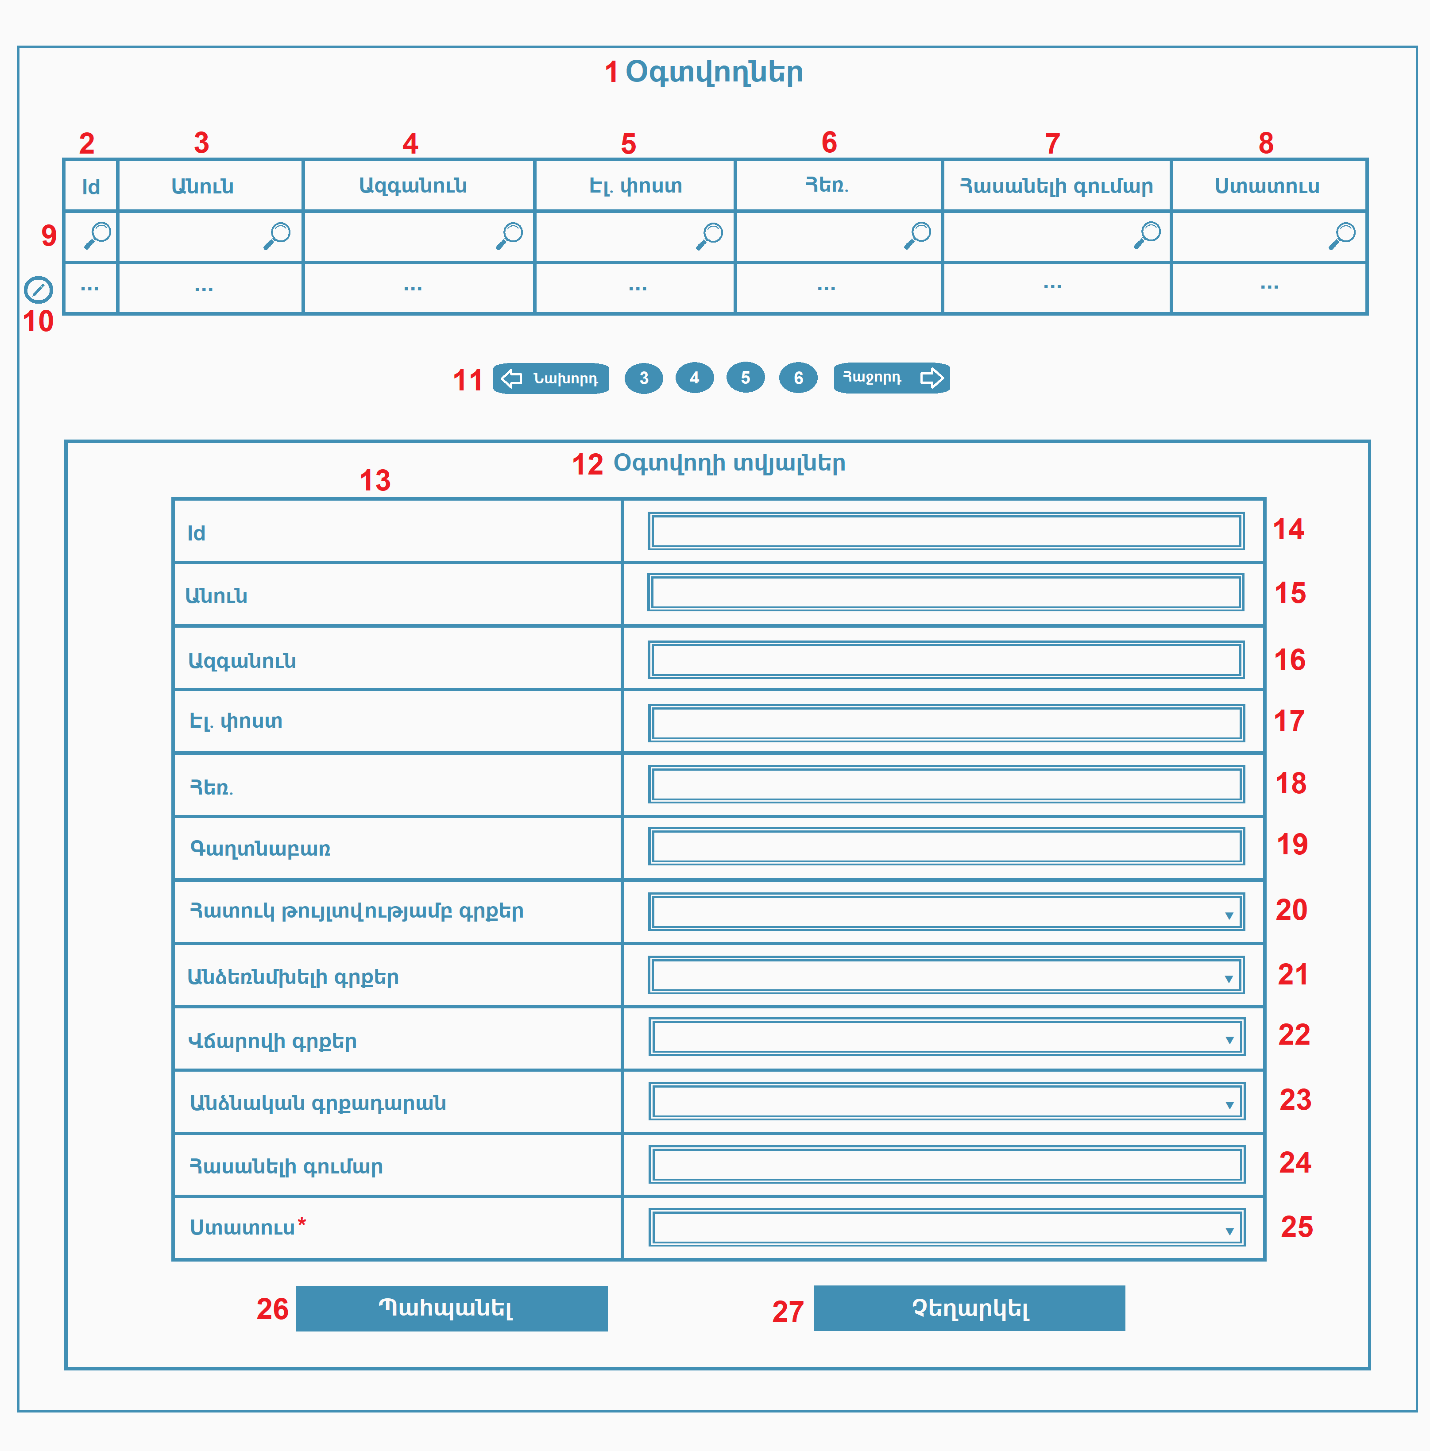 1 Օգտվողներ
2 3 4 5 6 7 8
Id Անուն Ազգանուն Էլ. փոստ Հեռ. Հասանելի գումար Ստատուս
9
... ... ... ... ... ... ...
10
11 Նախորդ 3 4 5 6 Հաջորդ
12 Օգտվողի տվյալներ
13
Id 14
Անուն 15
Ազգանուն 16
Էլ. փոստ 17
Հեռ. 18
Գաղտնաբառ 19
Հատուկ թույլտվությամբ գրքեր 20
Անձեռնմխելի գրքեր 21
Վճարովի գրքեր 22
Անձնական գրքադարան 23
Հասանելի գումար 24
Ստատուս* 25
26 Պահպանել 27 Չեղարկել